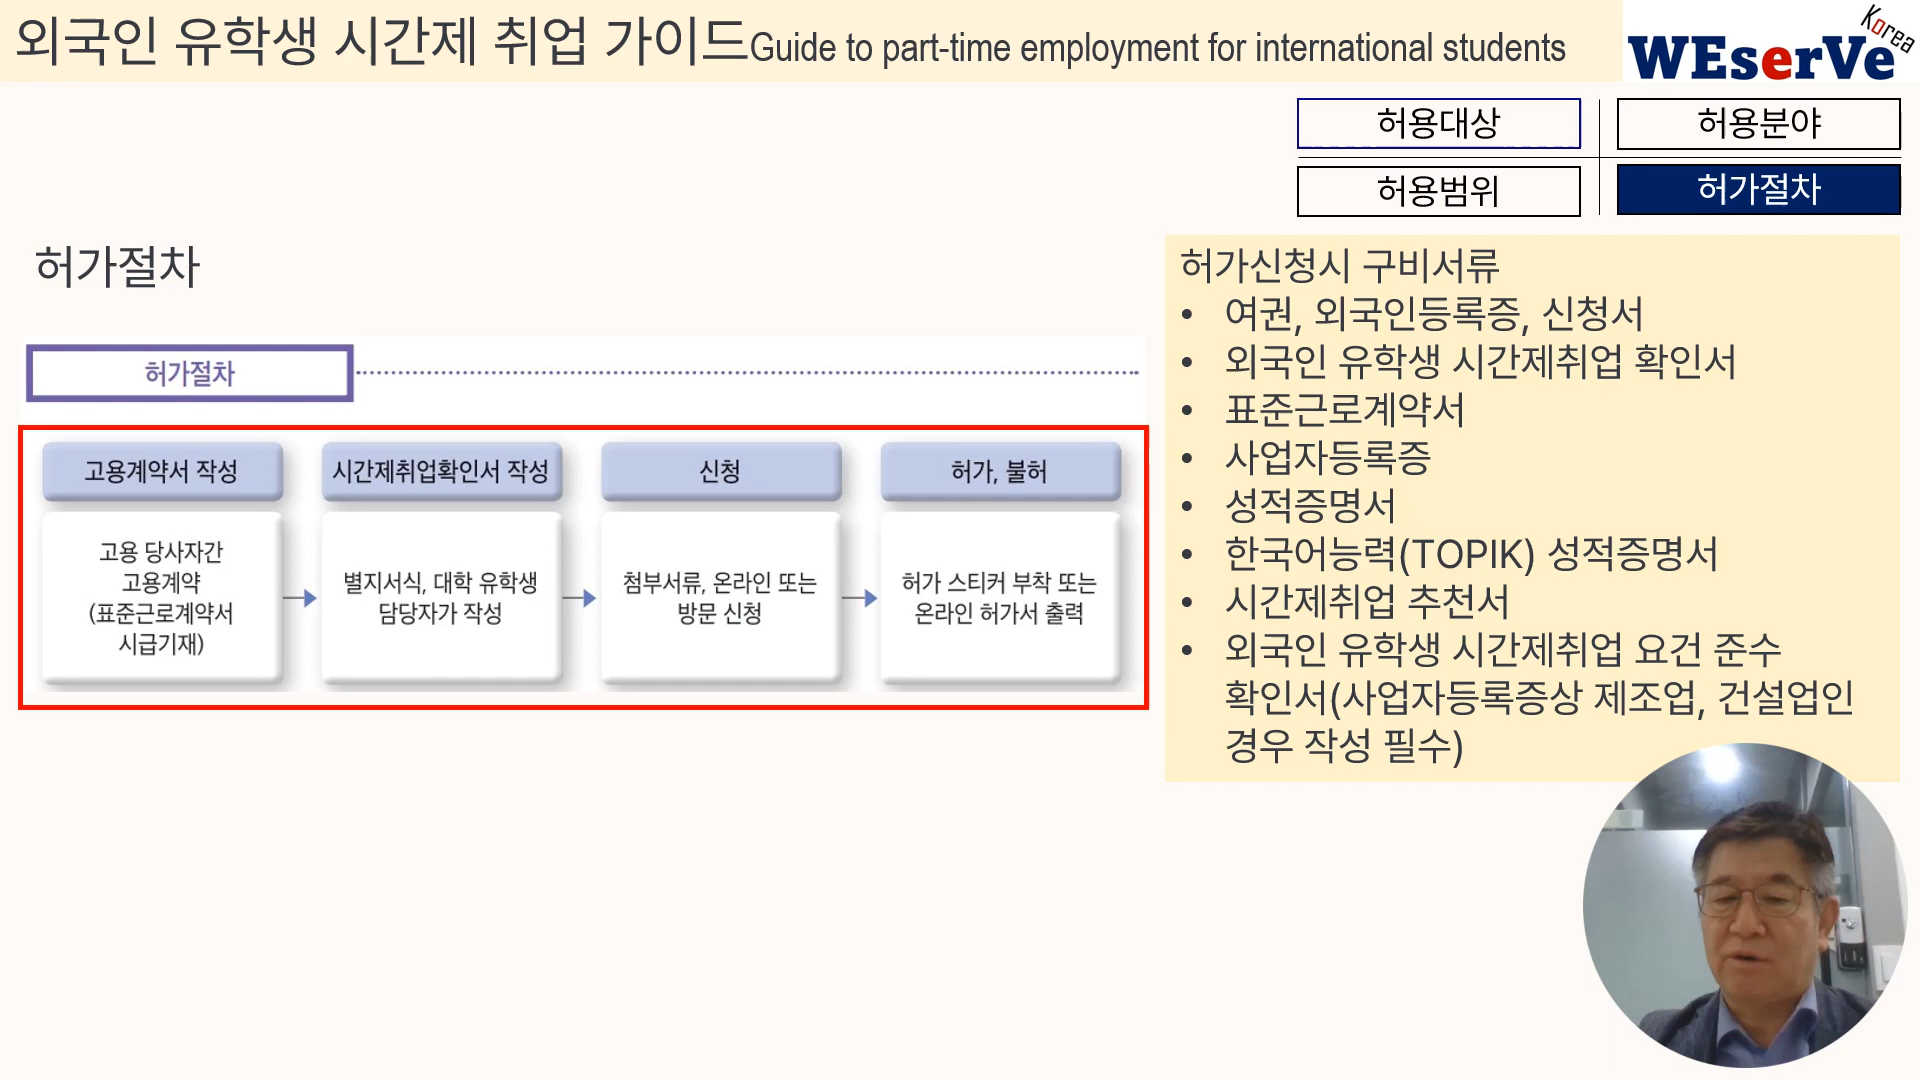 외국인 유학생 시간제 취업 가이드Guide to part-time employment for international students
Korea
WEserVe
허용대상
허용분야
허용범위
허가절차
허가절차
허가절차
고용계약서 작성
고용 당사자간
고용계약
(표준근로계약서
시급기재)
시간제취업확인서 작성
별지서식, 대학 유학생
담당자가 작성
신청
첨부서류, 온라인 또는
방문 신청
허가, 불허
허가 스티커 부착 또는
온라인 허가서 출력
허가신청시 구비서류
• 여권, 외국인등록증, 신청서
• 외국인 유학생 시간제취업 확인서
• 표준근로계약서
• 사업자등록증
• 성적증명서
• 한국어능력(TOPIK) 성적증명서
• 시간제취업 추천서
• 외국인 유학생 시간제취업 요건 준수
확인서(사업자등록증상 제조업, 건설업인
경우 작성 필수)